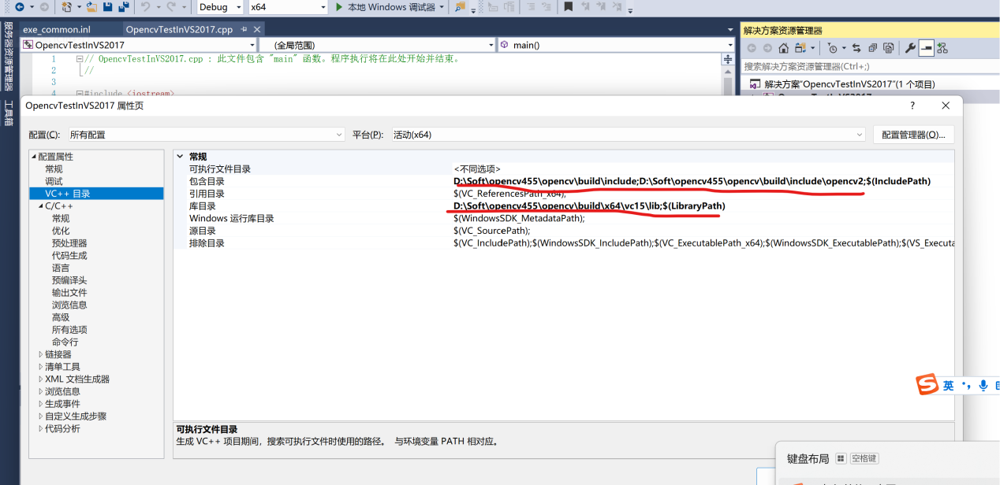 Debug
x64
本地 Windows 调试器
服务器资源管理器
工具箱
exe_common.inl
OpencvTestInVS2017.cpp
OpencvTestInVS2017
(全局范围)
main()
1 // OpencvTestInVS2017.cpp : 此文件包含 "main" 函数。程序执行将在此处开始并结束。
2 //
3
4 #include <iostream>
解决方案资源管理器
搜索解决方案资源管理器(Ctrl+;)
解决方案"OpencvTestInVS2017"(1 个项目)
OpencvTestInVS2017
OpencvTestInVS2017 属性页
?
配置(C):
所有配置
平台(P):
活动(x64)
配置管理器(O)...
配置属性
常规
调试
VC++ 目录
C/C++
常规
优化
预处理器
代码生成
语言
预编译头
输出文件
浏览信息
高级
所有选项
命令行
链接器
清单工具
XML 文档生成器
浏览信息
生成事件
自定义生成步骤
代码分析
常规
可执行文件目录 <不同选项>
包含目录 D:\Soft\opencv455\opencv\build\include;D:\Soft\opencv455\opencv\build\include\opencv2;$(IncludePath)
引用目录 $(VC_ReferencesPath_x64);
库目录 D:\Soft\opencv455\opencv\build\x64\vc15\lib;$(LibraryPath)
Windows 运行库目录 $(WindowsSDK_MetadataPath);
源目录 $(VC_SourcePath);
排除目录 $(VC_IncludePath);$(WindowsSDK_IncludePath);$(VC_ExecutablePath_x64);$(WindowsSDK_ExecutablePath);$(VS_Executa
可执行文件目录
生成 VC++ 项目期间，搜索可执行文件时使用的路径。 与环境变量 PATH 相对应。
英
键盘布局
空格键